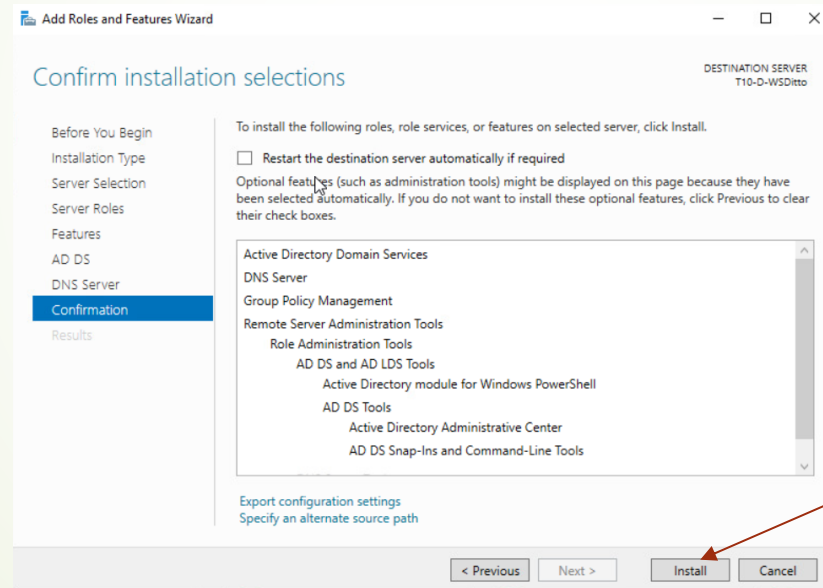 Add Roles and Features Wizard
Confirm installation selections
DESTINATION SERVER
T10-D-WSDitto
Before You Begin
Installation Type
Server Selection
Server Roles
Features
AD DS
DNS Server
Confirmation
Results
To install the following roles, role services, or features on selected server, click Install.
Restart the destination server automatically if required
Optional features (such as administration tools) might be displayed on this page because they have
been selected automatically. If you do not want to install these optional features, click Previous to clear
their check boxes.
Active Directory Domain Services
DNS Server
Group Policy Management
Remote Server Administration Tools
Role Administration Tools
AD DS and AD LDS Tools
Active Directory module for Windows PowerShell
AD DS Tools
Active Directory Administrative Center
AD DS Snap-Ins and Command-Line Tools
Export configuration settings
Specify an alternate source path
< Previous
Next >
Install
Cancel